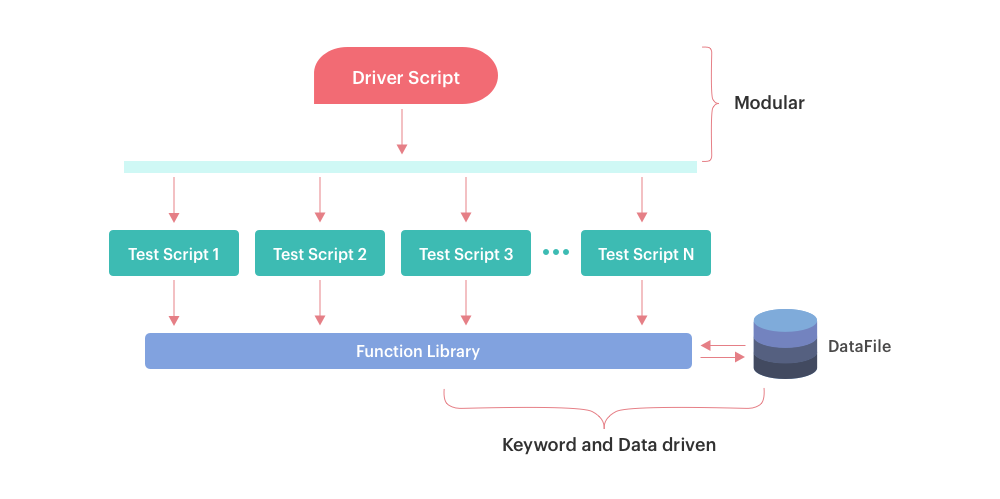 Driver Script
Modular
Test Script 1
Test Script 2
Test Script 3
Test Script N
Function Library
DataFile
Keyword and Data driven